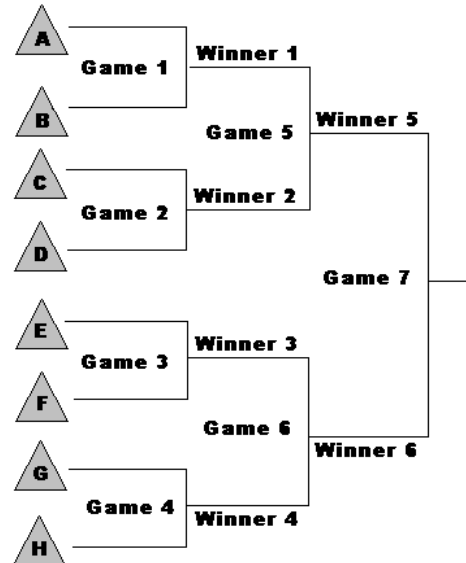 A
Winner 1
Game 1
B
Winner 5
Game 5
C
Winner 2
Game 2
D
Game 7
E
Winner 3
Game 3
F
Game 6
Winner 6
G
Game 4
Winner 4
H